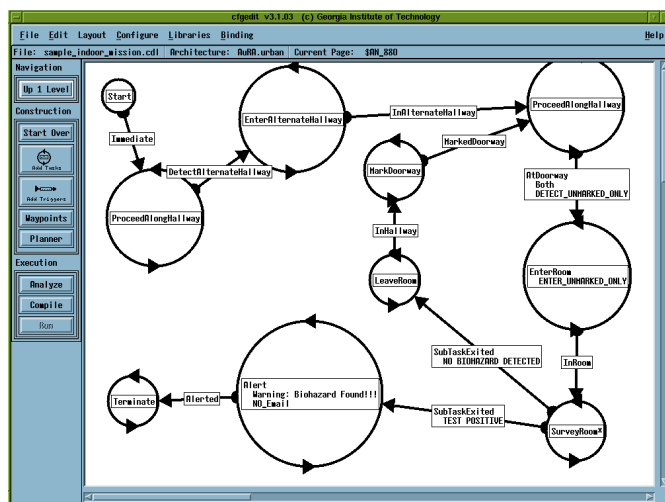 cfgedit v3.1.03 (c) Georgia Institute of Technology
File Edit Layout Configure Libraries Binding Help
File: sample_indoor_mission.cdl Architecture: AuRA.urban Current Page: $AN_880
Navigation
Up 1 Level
Construction
Start Over
Add Tasks
Add Triggers
Waypoints
Planner
Execution
Analyze
Compile
Run
Start
Immediate
ProceedAlongHallway
DetectAlternateHallway
EnterAlternateHallway
InAlternateHallway
ProceedAlongHallway
MarkedDoorway
MarkDoorway
AtDoorway
Both
DETECT_UNMARKED_ONLY
InHallway
EnterRoom
ENTER_UNMARKED_ONLY
LeaveRoom
SubTaskExited
NO BIOHAZARD DETECTED
InRoom
Alert
Warning: Biohazard Found!!!
NO_Email
Alerted
Terminate
SubTaskExited
TEST POSITIVE
SurveyRoom*